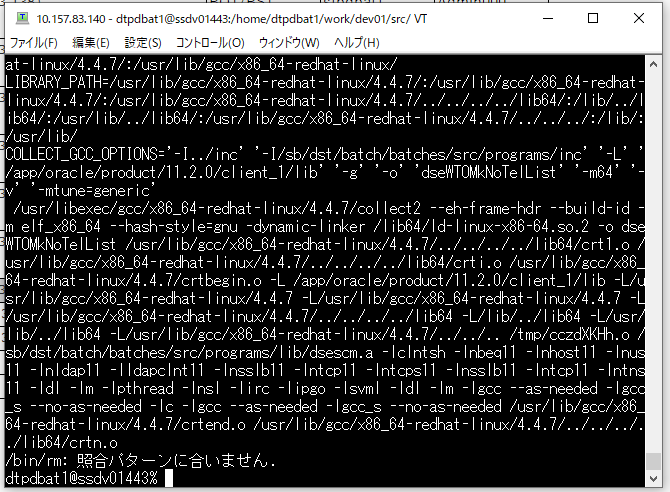 10.157.83.140 - dtpdbat1@ssdv01443:/home/dtpdbat1/work/dev01/src/ VT
ファイル(F) 編集(E) 設定(S) コントロール(O) ウィンドウ(W) ヘルプ(H)
at-linux/4.4.7/:/usr/lib/gcc/x86_64-redhat-linux/
LIBRARY_PATH=/usr/lib/gcc/x86_64-redhat-linux/4.4.7/:/usr/lib/gcc/x86_64-redhat-
linux/4.4.7/:/usr/lib/gcc/x86_64-redhat-linux/4.4.7/../../../../lib64/:/lib/../l
ib64/:/usr/lib/../lib64/:/usr/lib/gcc/x86_64-redhat-linux/4.4.7/../../../:/lib/:
/usr/lib/
COLLECT_GCC_OPTIONS='-I../inc' '-I/sb/dst/batch/batches/src/programs/inc' '-L' '
/app/oracle/product/11.2.0/client_1/lib' '-g' '-o' 'dseWTOMkNoTelList' '-m64' '-
v' '-mtune=generic'
/usr/libexec/gcc/x86_64-redhat-linux/4.4.7/collect2 --eh-frame-hdr --build-id -
m elf_x86_64 --hash-style=gnu -dynamic-linker /lib64/ld-linux-x86-64.so.2 -o dse
WTOMkNoTelList /usr/lib/gcc/x86_64-redhat-linux/4.4.7/../../../../lib64/crt1.o /
usr/lib/gcc/x86_64-redhat-linux/4.4.7/../../../../lib64/crti.o /usr/lib/gcc/x86_
64-redhat-linux/4.4.7/crtbegin.o -L /app/oracle/product/11.2.0/client_1/lib -L/u
sr/lib/gcc/x86_64-redhat-linux/4.4.7 -L/usr/lib/gcc/x86_64-redhat-linux/4.4.7 -L
/usr/lib/gcc/x86_64-redhat-linux/4.4.7/../../../../lib64 -L/lib/../lib64 -L/usr/
lib/../lib64 -L/usr/lib/gcc/x86_64-redhat-linux/4.4.7/../../.. /tmp/cczdXKHh.o /
sb/dst/batch/batches/src/programs/lib/dsescm.a -lclntsh -lnbeq11 -lnhost11 -lnus
11 -lnldap11 -lldapclnt11 -lnsslb11 -lntcp11 -lntcps11 -lnsslb11 -lntcp11 -lntns
11 -ldl -lm -lpthread -lnsl -lirc -lipgo -lsvml -ldl -lm -lgcc --as-needed -lgcc
_s --no-as-needed -lc -lgcc --as-needed -lgcc_s --no-as-needed /usr/lib/gcc/x86_
64-redhat-linux/4.4.7/crtend.o /usr/lib/gcc/x86_64-redhat-linux/4.4.7/../../../.
./lib64/crtn.o
/bin/rm: 照合パターンに合いません.
dtpdbat1@ssdv01443%